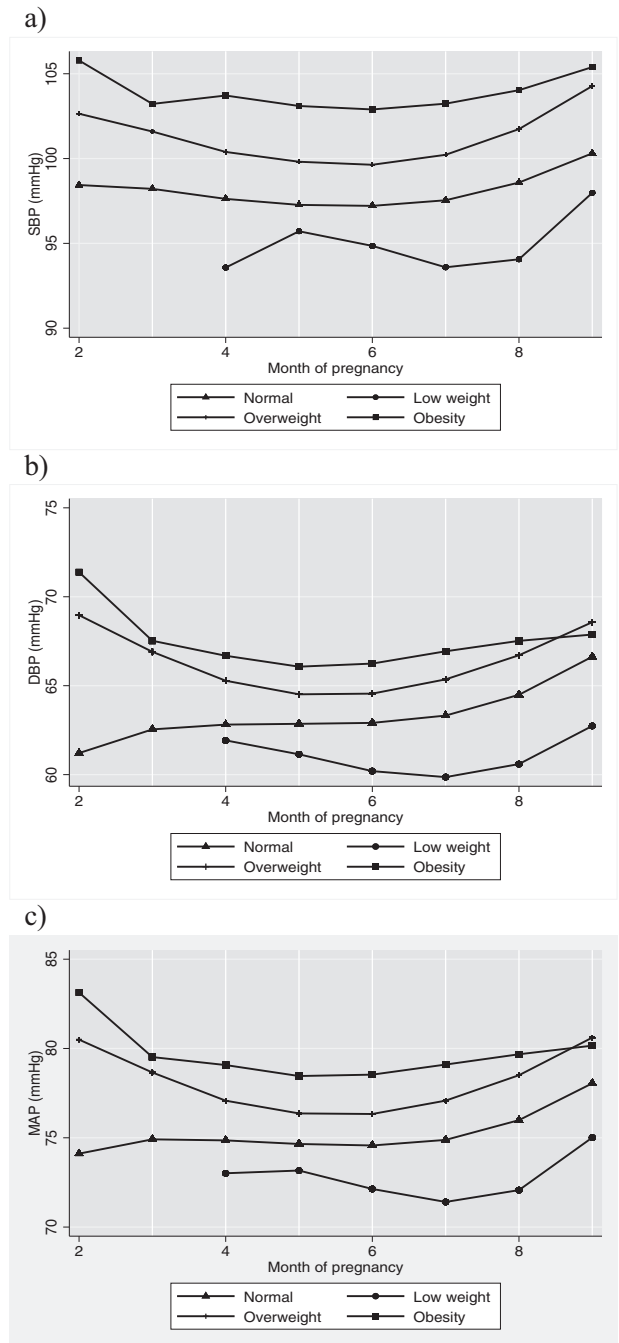 a)
105
100
95
90
SBP (mmHg)
2 4 6 8
Month of pregnancy
Normal Low weight
Overweight Obesity
b)
75
70
65
60
DBP (mmHg)
2 4 6 8
Month of pregnancy
Normal Low weight
Overweight Obesity
c)
85
80
75
70
MAP (mmHg)
2 4 6 8
Month of pregnancy
Normal Low weight
Overweight Obesity